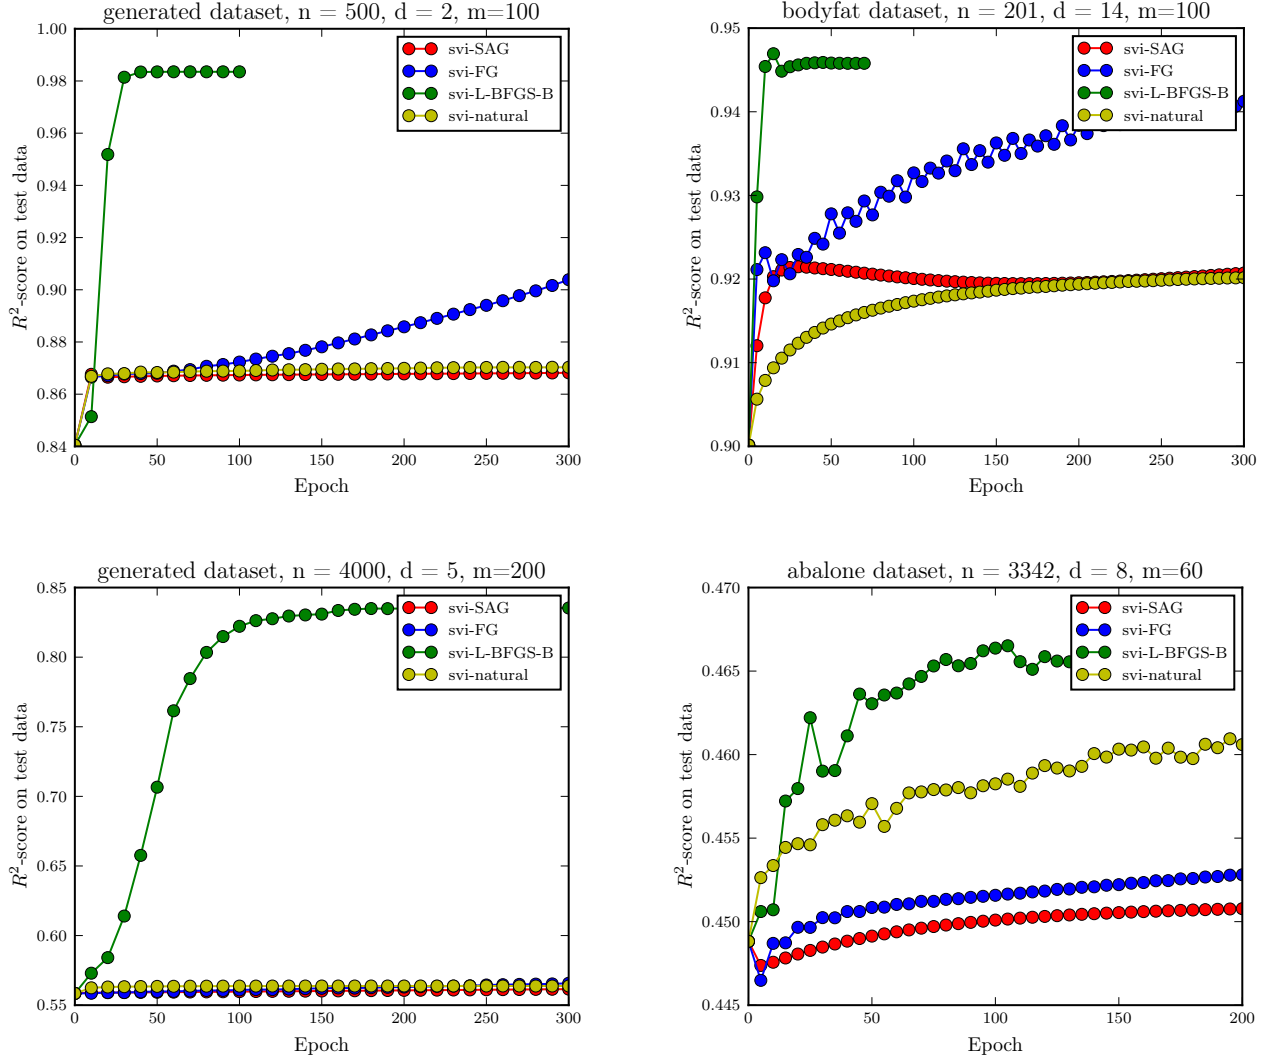 generated dataset, n = 500, d = 2, m=100
1.00
0.98
0.96
0.94
0.92
0.90
0.88
0.86
0.84
R²-score on test data
svi-SAG
svi-FG
svi-L-BFGS-B
svi-natural
0 50 100 150 200 250 300
Epoch
bodyfat dataset, n = 201, d = 14, m=100
0.95
0.94
0.93
0.92
0.91
0.90
R²-score on test data
svi-SAG
svi-FG
svi-L-BFGS-B
svi-natural
0 50 100 150 200 250 300
Epoch
generated dataset, n = 4000, d = 5, m=200
0.85
0.80
0.75
0.70
0.65
0.60
0.55
R²-score on test data
svi-SAG
svi-FG
svi-L-BFGS-B
svi-natural
0 50 100 150 200 250 300
Epoch
abalone dataset, n = 3342, d = 8, m=60
0.470
0.465
0.460
0.455
0.450
0.445
R²-score on test data
svi-SAG
svi-FG
svi-L-BFGS-B
svi-natural
0 50 100 150 200
Epoch